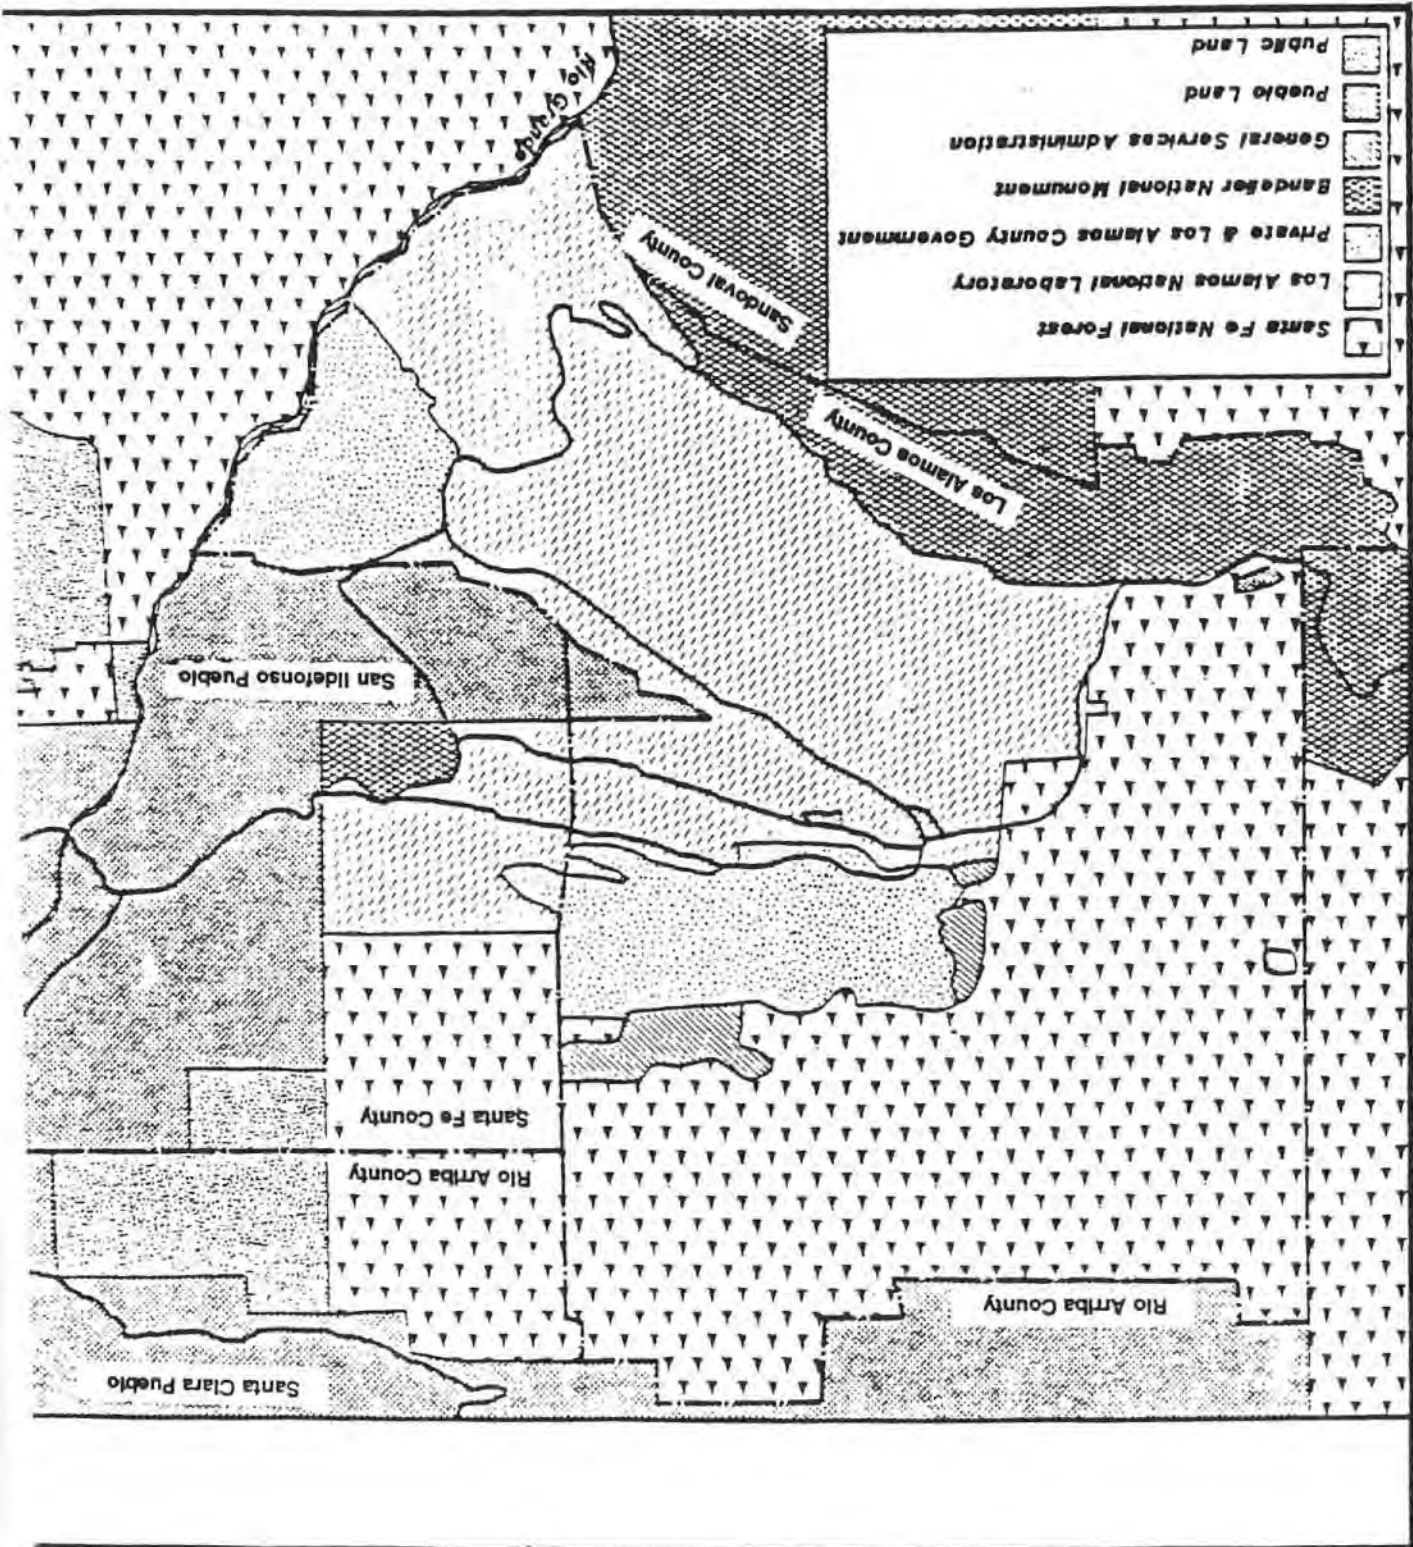 Santa Clara Pueblo
Rio Arriba County
Rio Arriba County
Santa Fe County
San Ildefonso Pueblo
Los Alamos County
Sandoval County
Rio Grande
Santa Fe National Forest
Los Alamos National Laboratory
Private & Los Alamos County Government
Bandelier National Monument
General Services Administration
Pueblo Land
Public Land